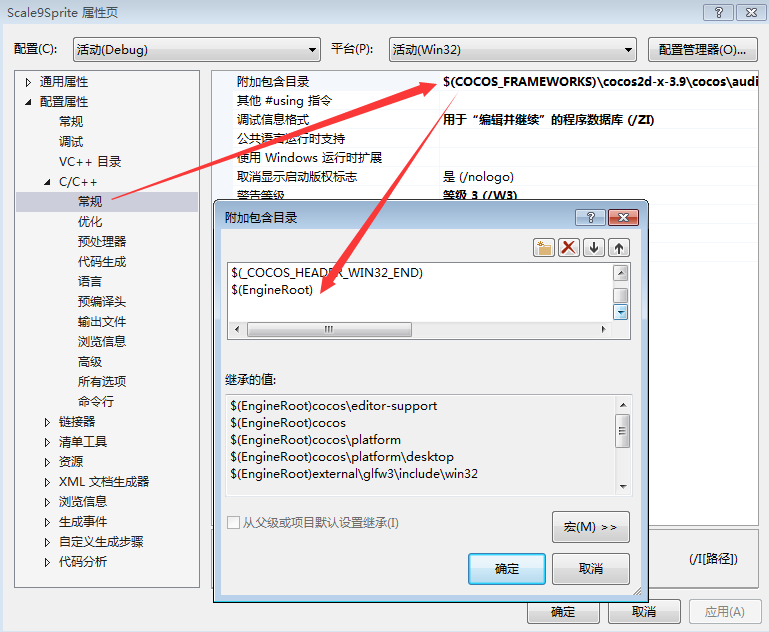 Scale9Sprite 属性页
配置(C): 活动(Debug) 平台(P): 活动(Win32) 配置管理器(O)...
通用属性
配置属性
常规
调试
VC++ 目录
C/C++
常规
优化
预处理器
代码生成
语言
预编译头
输出文件
浏览信息
高级
所有选项
命令行
链接器
清单工具
资源
XML 文档生成器
浏览信息
生成事件
自定义生成步骤
代码分析
附加包含目录 $(COCOS_FRAMEWORKS)\cocos2d-x-3.9\cocos\audi
其他 #using 指令
调试信息格式 用于“编辑并继续”的程序数据库 (/ZI)
公共语言运行时支持
使用 Windows 运行时扩展
取消显示启动版权标志 是 (/nologo)
警告等级 等级 3 (/W3)
附加包含目录
$(_COCOS_HEADER_WIN32_END)
$(EngineRoot)
继承的值:
$(EngineRoot)cocos\editor-support
$(EngineRoot)cocos
$(EngineRoot)cocos\platform
$(EngineRoot)cocos\platform\desktop
$(EngineRoot)external\glfw3\include\win32
从父级或项目默认设置继承(I)
宏(M) >>
确定 取消
(/I[路径])
确定 取消 应用(A)